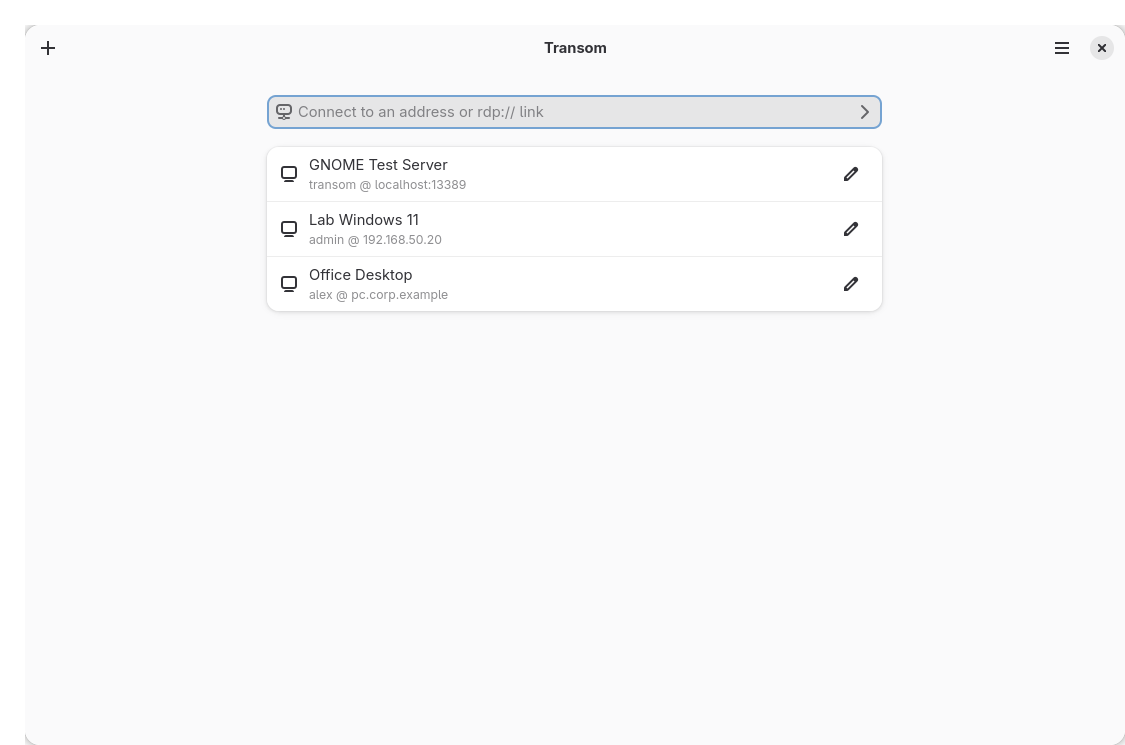 Transom
Connect to an address or rdp:// link
GNOME Test Server
transom @ localhost:13389
Lab Windows 11
admin @ 192.168.50.20
Office Desktop
alex @ pc.corp.example